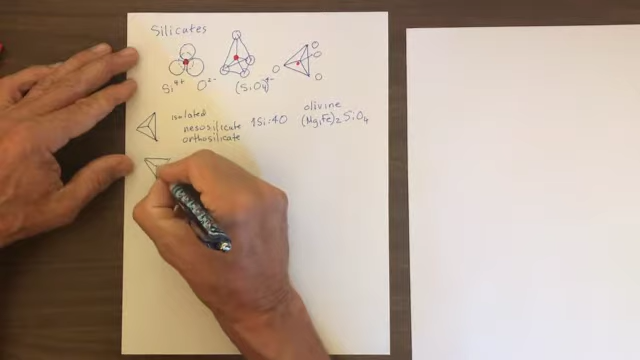 Silicates
Si⁴⁺ O²⁻ (SiO₄)⁴⁻
isolated
nesosilicate 1Si:4O
orthosilicate
olivine
(Mg,Fe)₂SiO₄